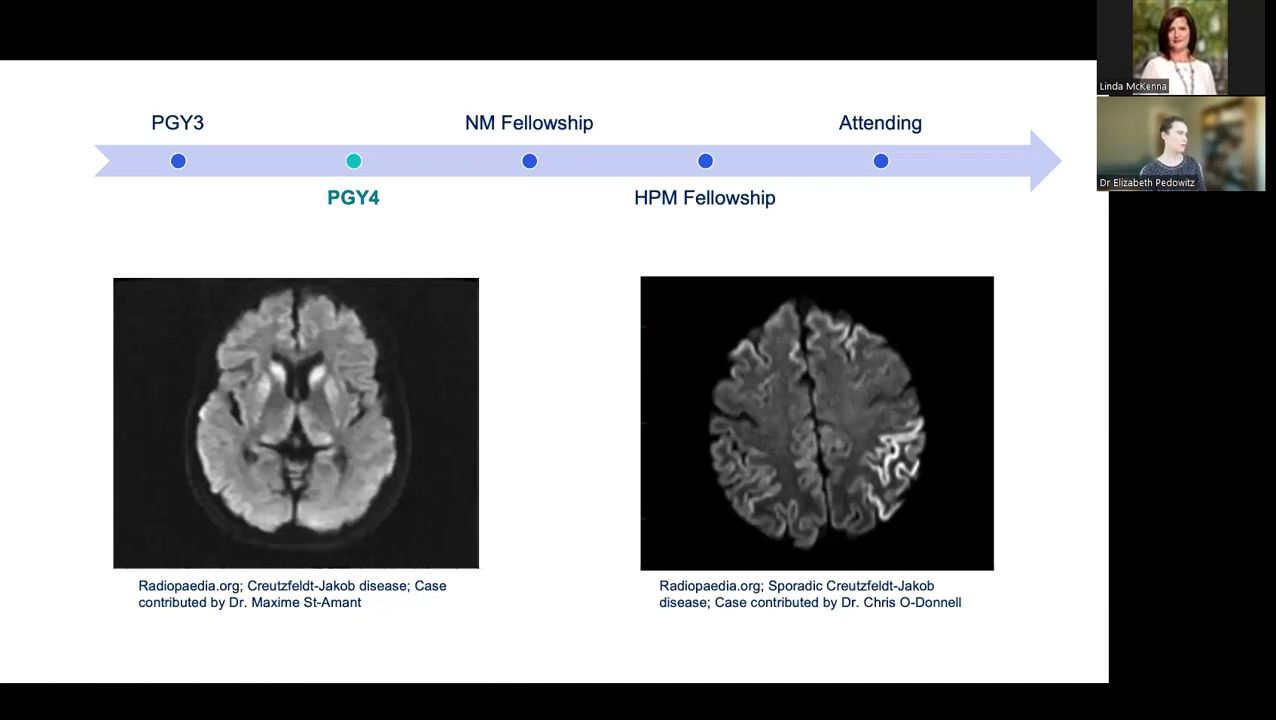 PGY3
NM Fellowship
Attending
PGY4
HPM Fellowship
Radiopaedia.org; Creutzfeldt-Jakob disease; Case
contributed by Dr. Maxime St-Amant
Radiopaedia.org; Sporadic Creutzfeldt-Jakob
disease; Case contributed by Dr. Chris O-Donnell
Linda McKenna
Dr Elizabeth Pedowitz